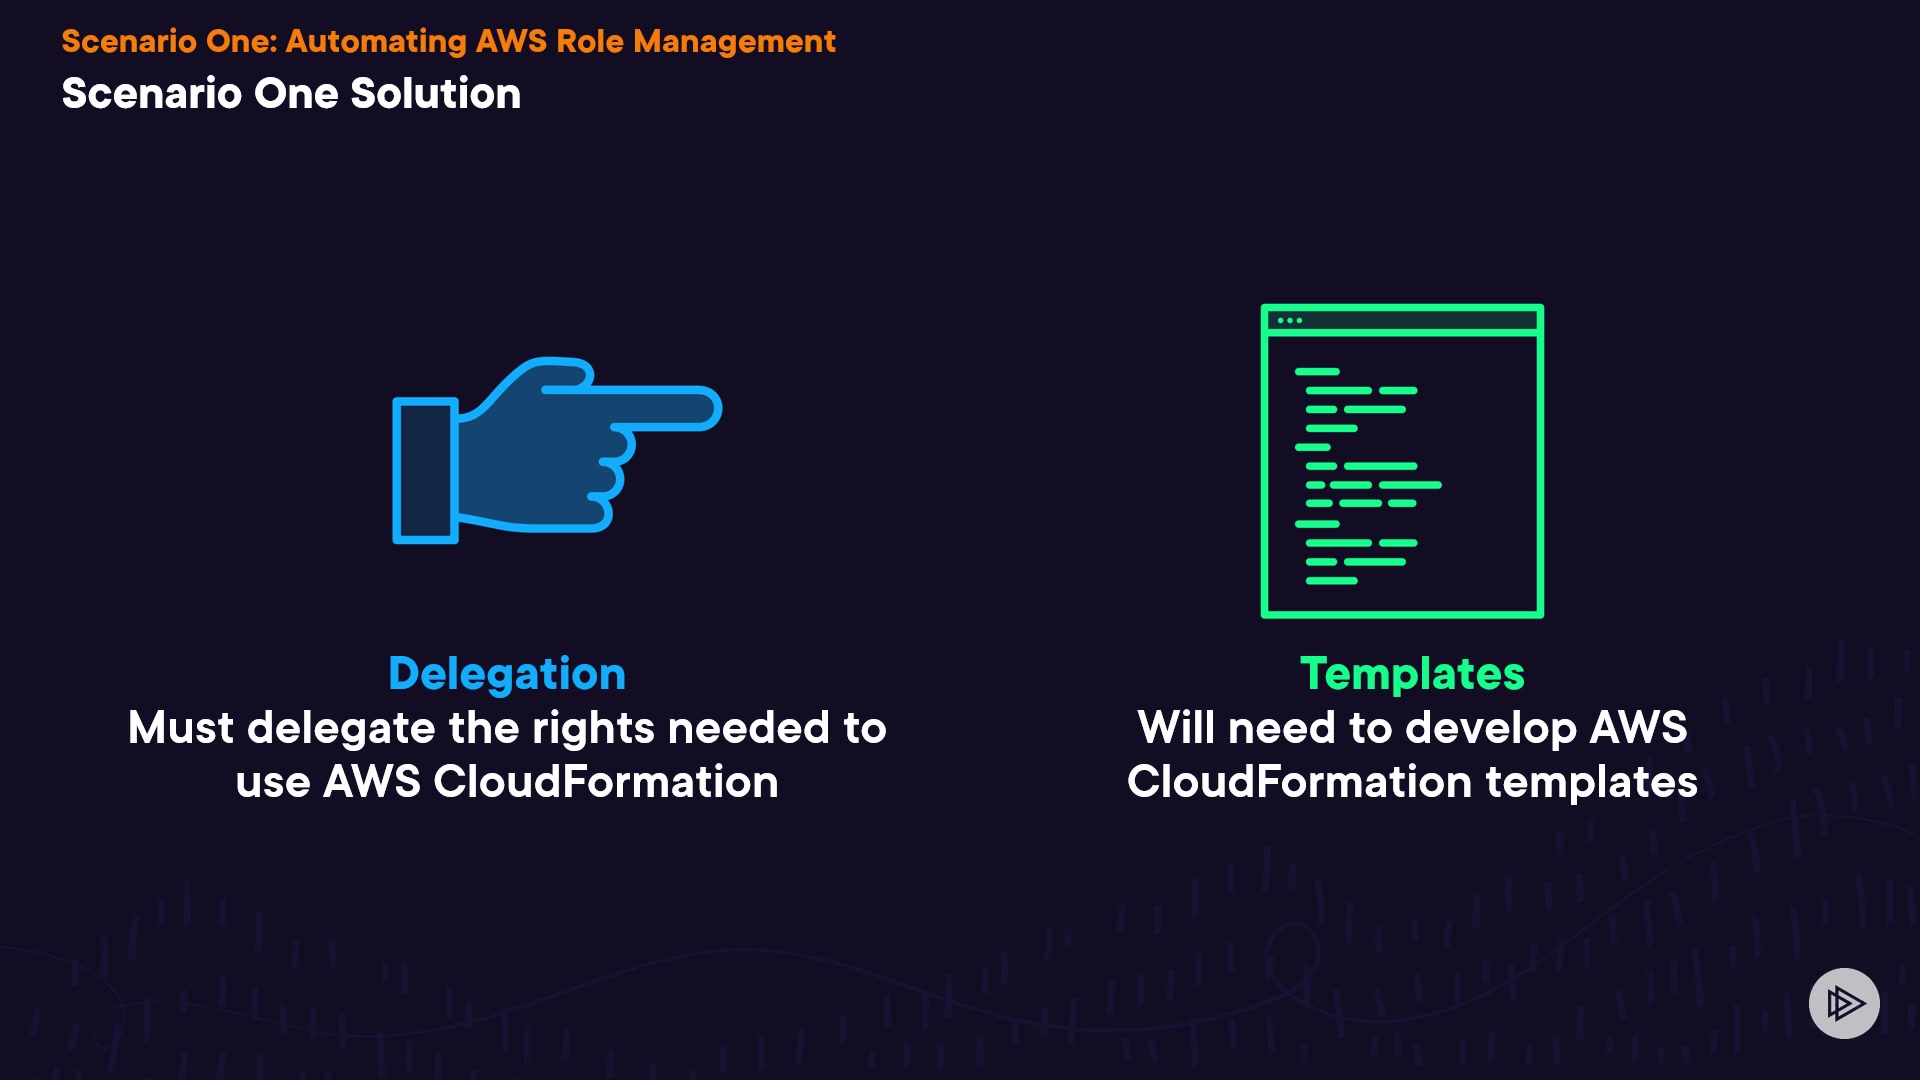 Scenario One: Automating AWS Role Management
Scenario One Solution
Delegation
Must delegate the rights needed to
use AWS CloudFormation
Templates
Will need to develop AWS
CloudFormation templates